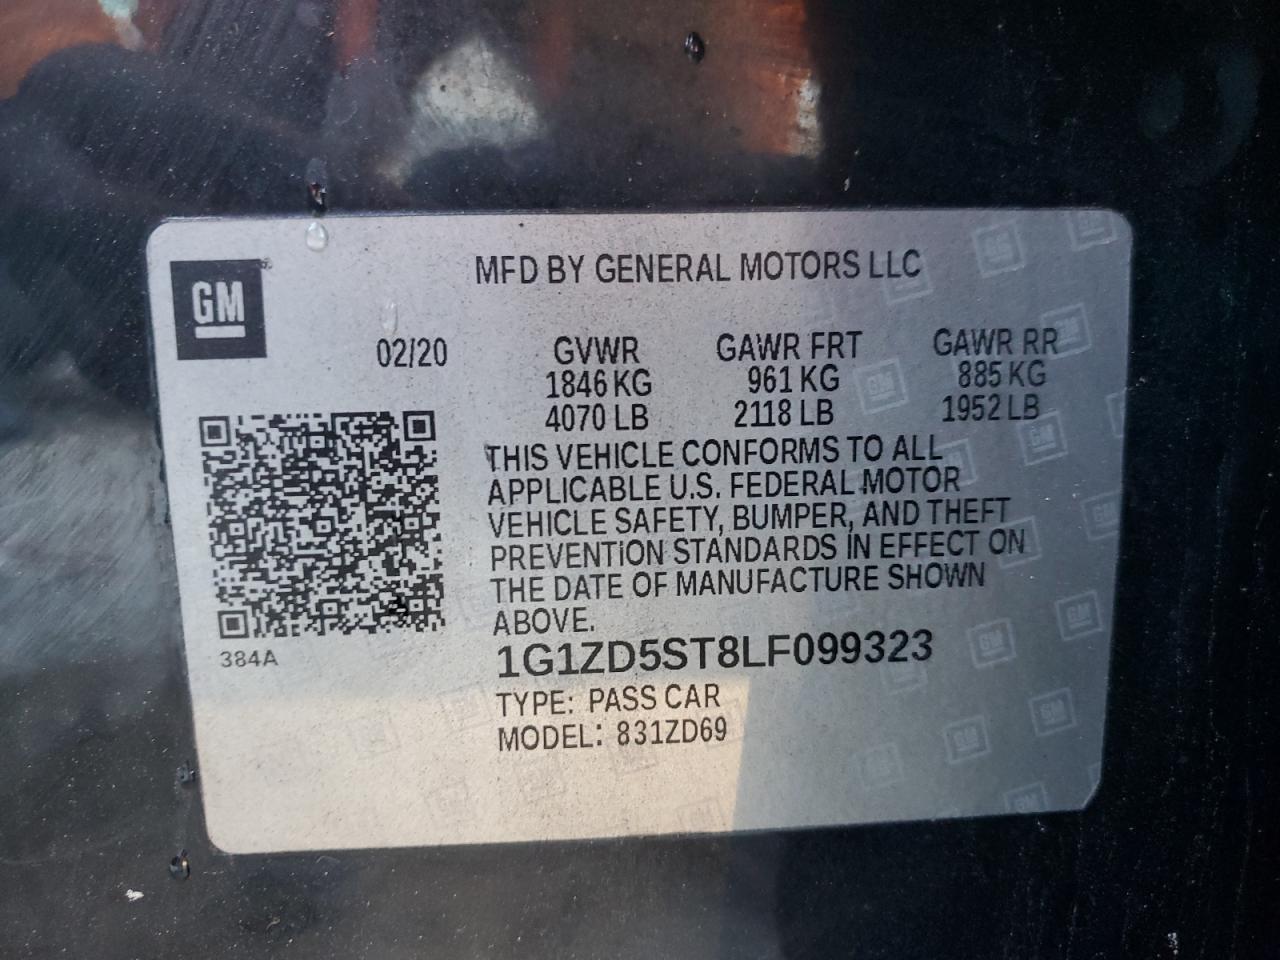 MFD BY GENERAL MOTORS LLC
GM
02/20 GVWR GAWR FRT GAWR RR
1846 KG 961 KG 885 KG
4070 LB 2118 LB 1952 LB
THIS VEHICLE CONFORMS TO ALL
APPLICABLE U.S. FEDERAL MOTOR
VEHICLE SAFETY, BUMPER, AND THEFT
PREVENTION STANDARDS IN EFFECT ON
THE DATE OF MANUFACTURE SHOWN
ABOVE.
384A
1G1ZD5ST8LF099323
TYPE: PASS CAR
MODEL: 831ZD69